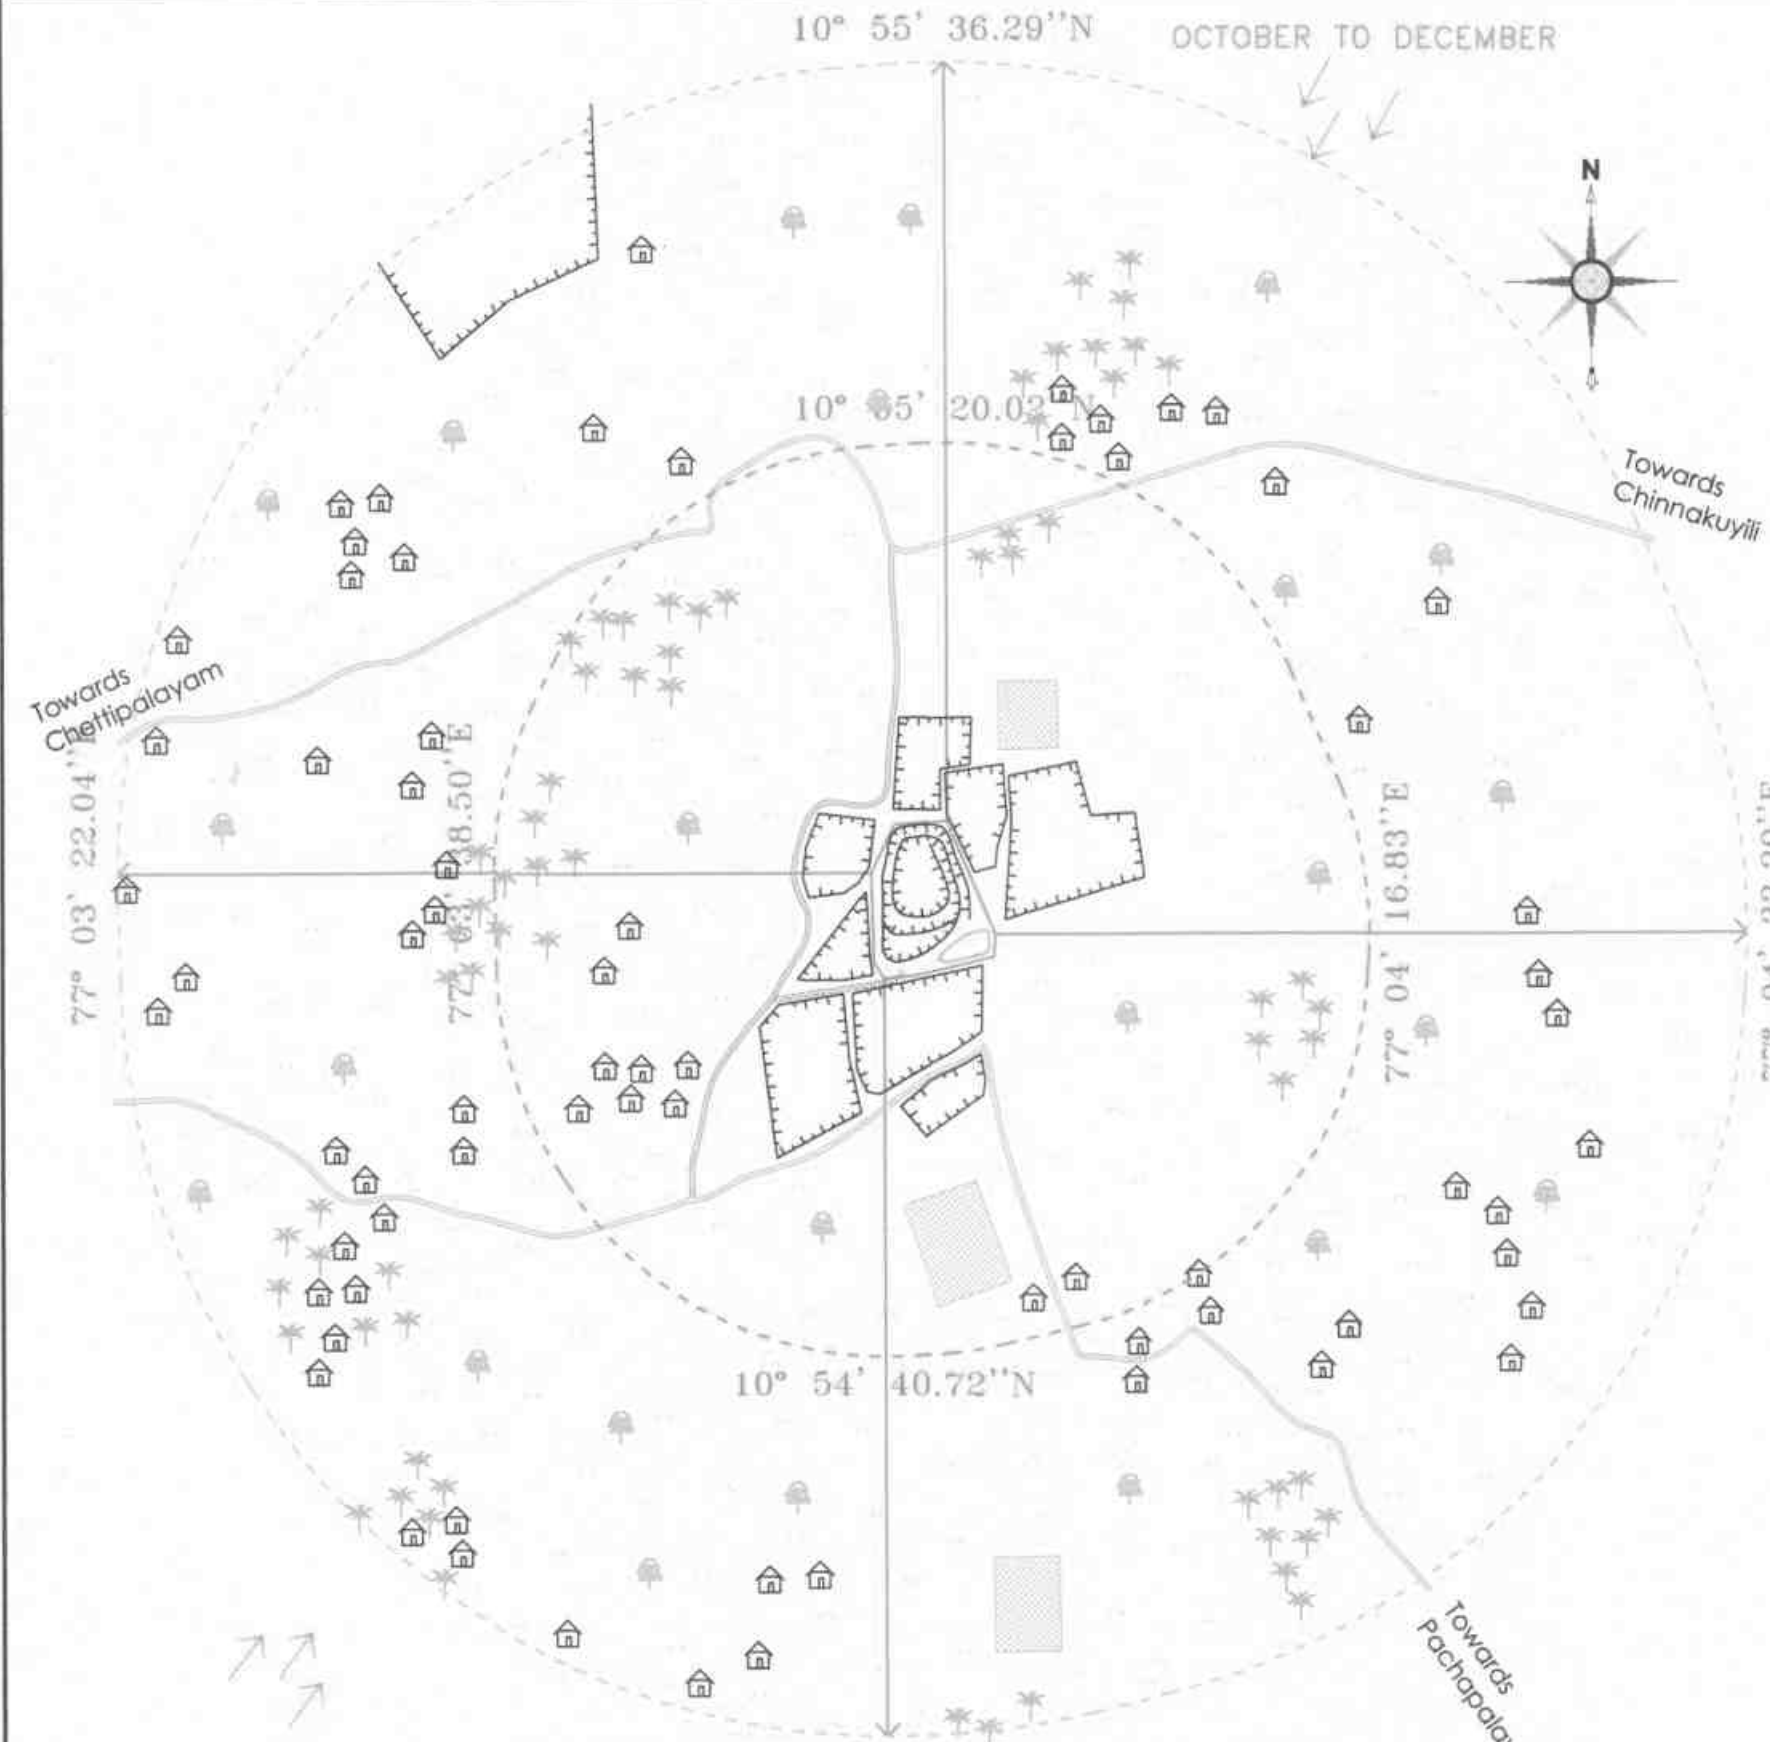 10° 55' 36.29''N
OCTOBER TO DECEMBER
N
10° 55' 20.02''N
Towards
Chinnakuyili
Towards
Chettipalayam
77° 03' 22.04''E
77° 03' 38.50''E
77° 04' 16.83''E
10° 54' 40.72''N
Towards